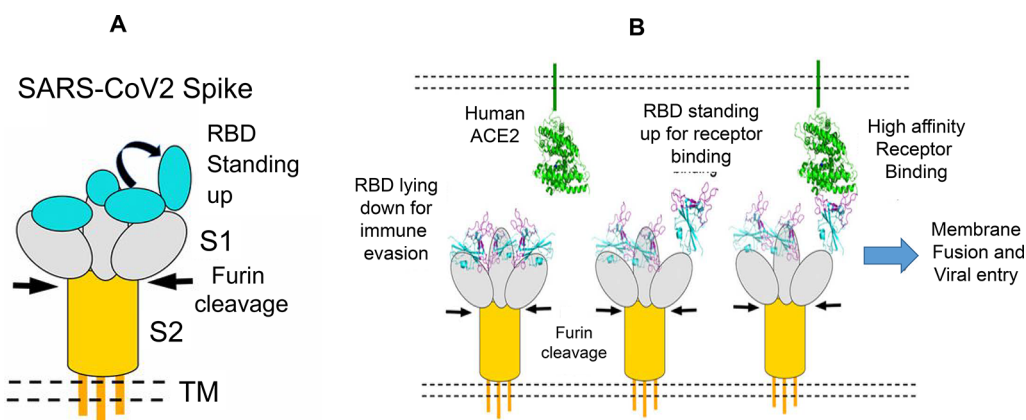 A
SARS-CoV2 Spike
RBD
Standing
up
S1
Furin
cleavage
S2
TM
B
Human
ACE2
RBD standing
up for receptor
binding
High affinity
Receptor
Binding
RBD lying
down for
immune
evasion
Membrane
Fusion and
Viral entry
Furin
cleavage